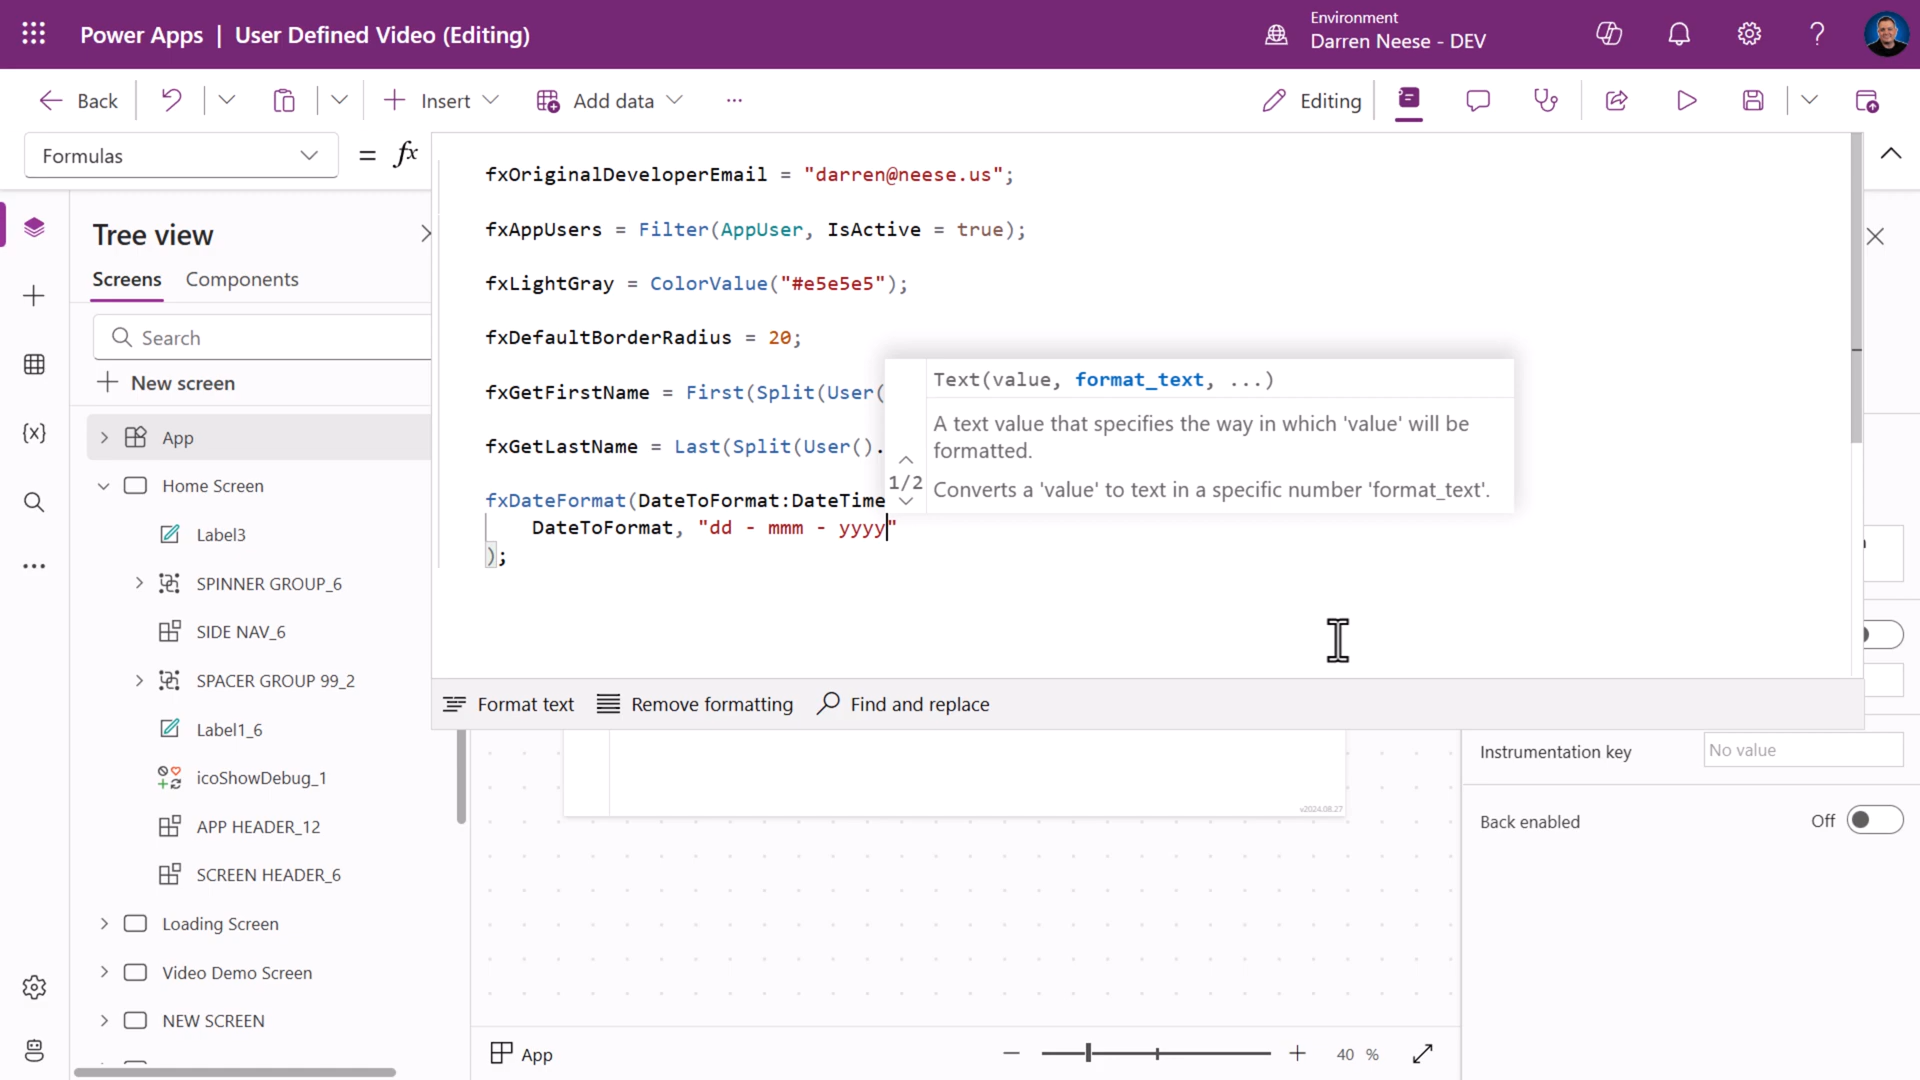 Power Apps | User Defined Video (Editing)
Environment
Darren Neese - DEV
Back
Insert
Add data
...
Editing
Formulas
= fx
fxOriginalDeveloperEmail = "darren@neese.us";
fxAppUsers = Filter(AppUser, IsActive = true);
fxLightGray = ColorValue("#e5e5e5");
fxDefaultBorderRadius = 20;
fxGetFirstName = First(Split(User(
fxGetLastName = Last(Split(User().
fxDateFormat(DateToFormat:DateTime
DateToFormat, "dd - mmm - yyyy"
);
Text(value, format_text, ...)
A text value that specifies the way in which 'value' will be
formatted.
1/2
Converts a 'value' to text in a specific number 'format_text'.
Format text
Remove formatting
Find and replace
Tree view
Screens
Components
Search
New screen
App
Home Screen
Label3
SPINNER GROUP_6
SIDE NAV_6
SPACER GROUP 99_2
Label1_6
icoShowDebug_1
APP HEADER_12
SCREEN HEADER_6
Loading Screen
Video Demo Screen
NEW SCREEN
v2024.08.27
Instrumentation key
No value
Back enabled
Off
App
40 %